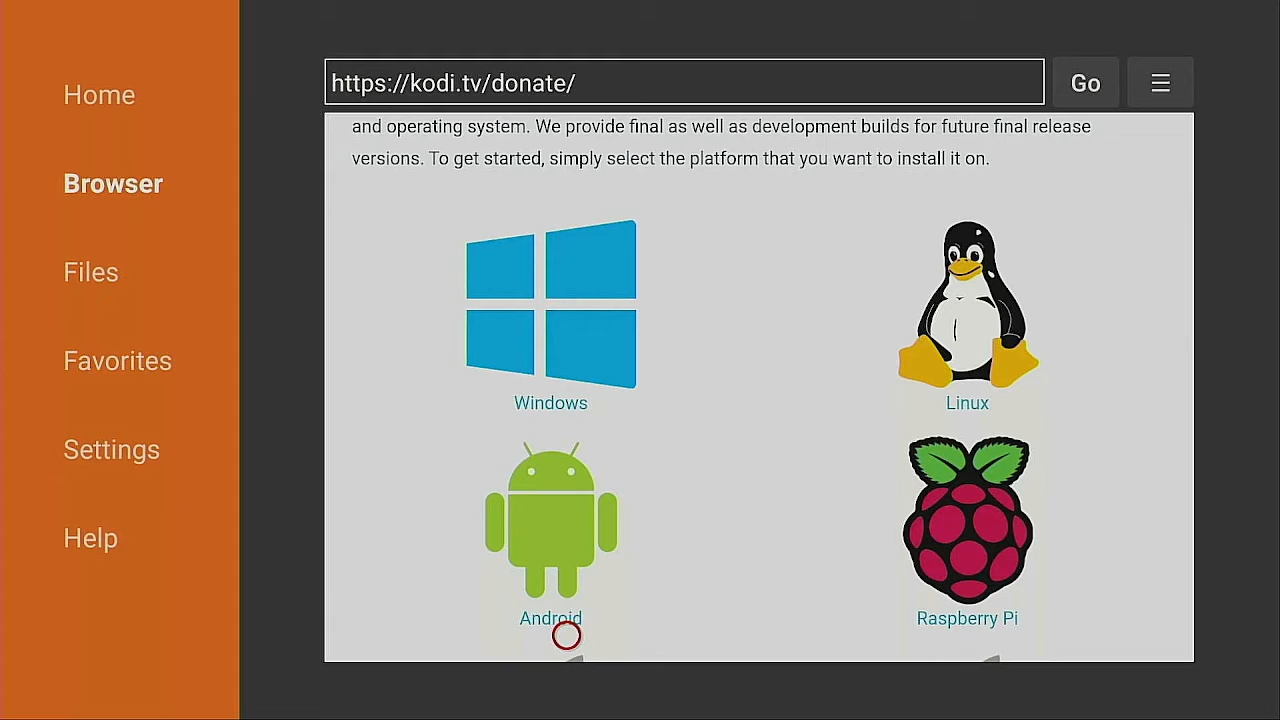 Home
Browser
Files
Favorites
Settings
Help
https://kodi.tv/donate/
Go
and operating system. We provide final as well as development builds for future final release
versions. To get started, simply select the platform that you want to install it on.
Windows
Linux
Android
Raspberry Pi